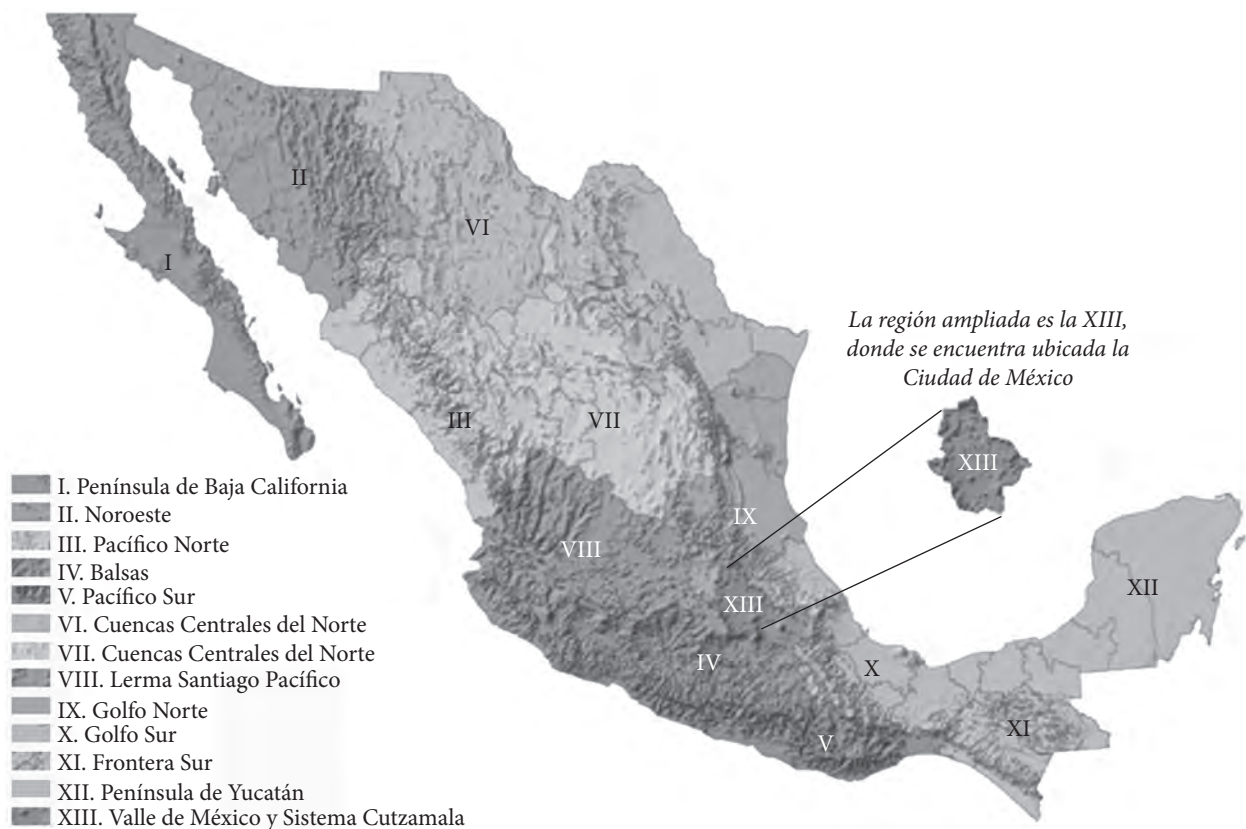 II
VI
I
La región ampliada es la XIII,
donde se encuentra ubicada la
Ciudad de México
III
VII
XIII
I. Península de Baja California
II. Noroeste
III. Pacífico Norte
IV. Balsas
V. Pacífico Sur
VI. Cuencas Centrales del Norte
VII. Cuencas Centrales del Norte
VIII. Lerma Santiago Pacífico
IX. Golfo Norte
X. Golfo Sur
XI. Frontera Sur
XII. Península de Yucatán
XIII. Valle de México y Sistema Cutzamala
IX
VIII
XII
XIII
IV
X
XI
V